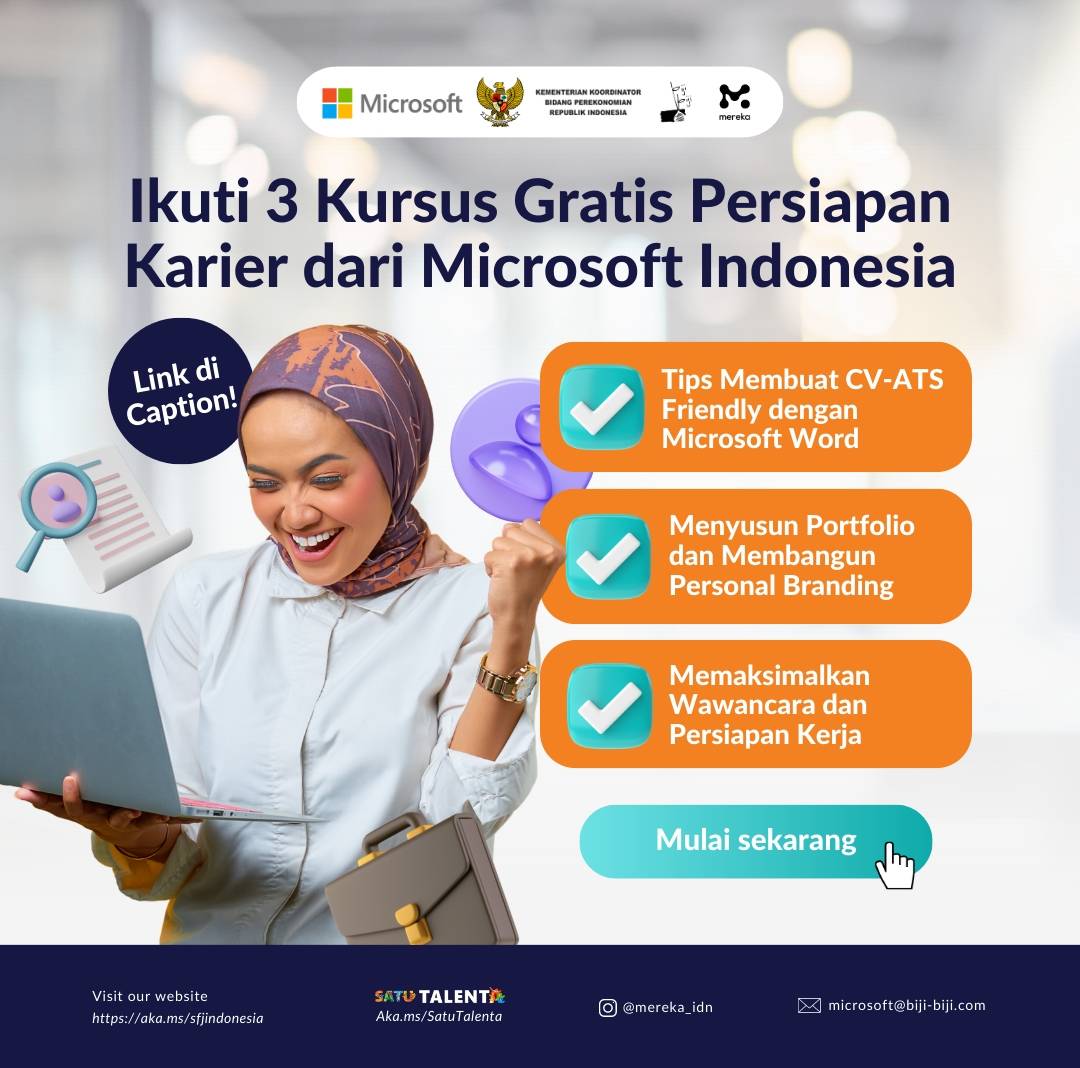 Microsoft
KEMENTERIAN KOORDINATOR
BIDANG PEREKONOMIAN
REPUBLIK INDONESIA
mereka
Ikuti 3 Kursus Gratis Persiapan
Karier dari Microsoft Indonesia
Link di
Caption!
Tips Membuat CV-ATS
Friendly dengan
Microsoft Word
Menyusun Portfolio
dan Membangun
Personal Branding
Memaksimalkan
Wawancara dan
Persiapan Kerja
Mulai sekarang
Visit our website
https://aka.ms/sfjindonesia
SATU TALENTA
Aka.ms/SatuTalenta
@mereka_idn
microsoft@biji-biji.com